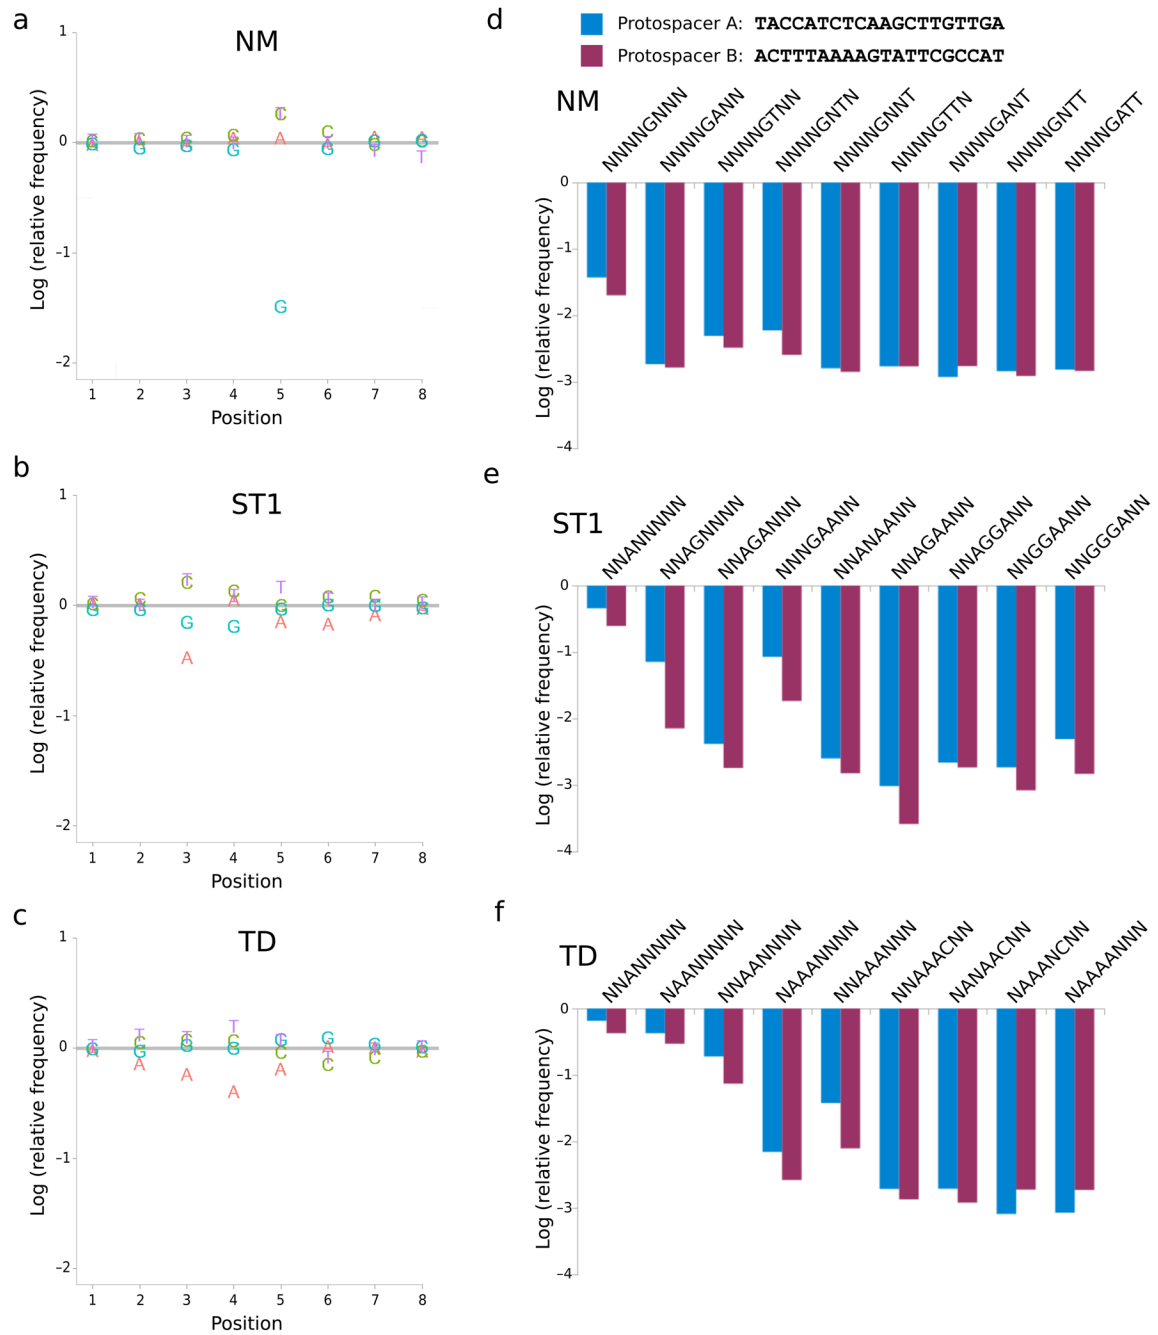 a
NM
1
0
−1
−2
Log (relative frequency)
A C G T
1 2 3 4 5 6 7 8
Position
b
ST1
1
0
−1
−2
Log (relative frequency)
A C G T
1 2 3 4 5 6 7 8
Position
c
TD
1
0
−1
−2
Log (relative frequency)
A C G T
1 2 3 4 5 6 7 8
Position
d
Protospacer A: TACCATCTCAAGCTTGTTGA
Protospacer B: ACTTTAAAAGTATTCGCCAT
NM
NNNNGNNN NNNNGANN NNNNGTNN NNNNGNTN NNNNGNNT NNNNGTTN NNNNGANT NNNNGNTT NNNNGATT
0
−1
−2
−3
−4
Log (relative frequency)
e
ST1
NNANNNNN NNAGNNNN NNAGANNN NNNGAANN NNANAANN NNAGAANN NNAGGANN NNGGAANN NNGGGANN
0
−1
−2
−3
−4
Log (relative frequency)
f
TD
NNANNNNN NAANNNNN NNAANNNN NAAANNNN NNAAANNN NNAAACNN NANAACNN NAAANCNN NAAAANNN
0
−1
−2
−3
−4
Log (relative frequency)